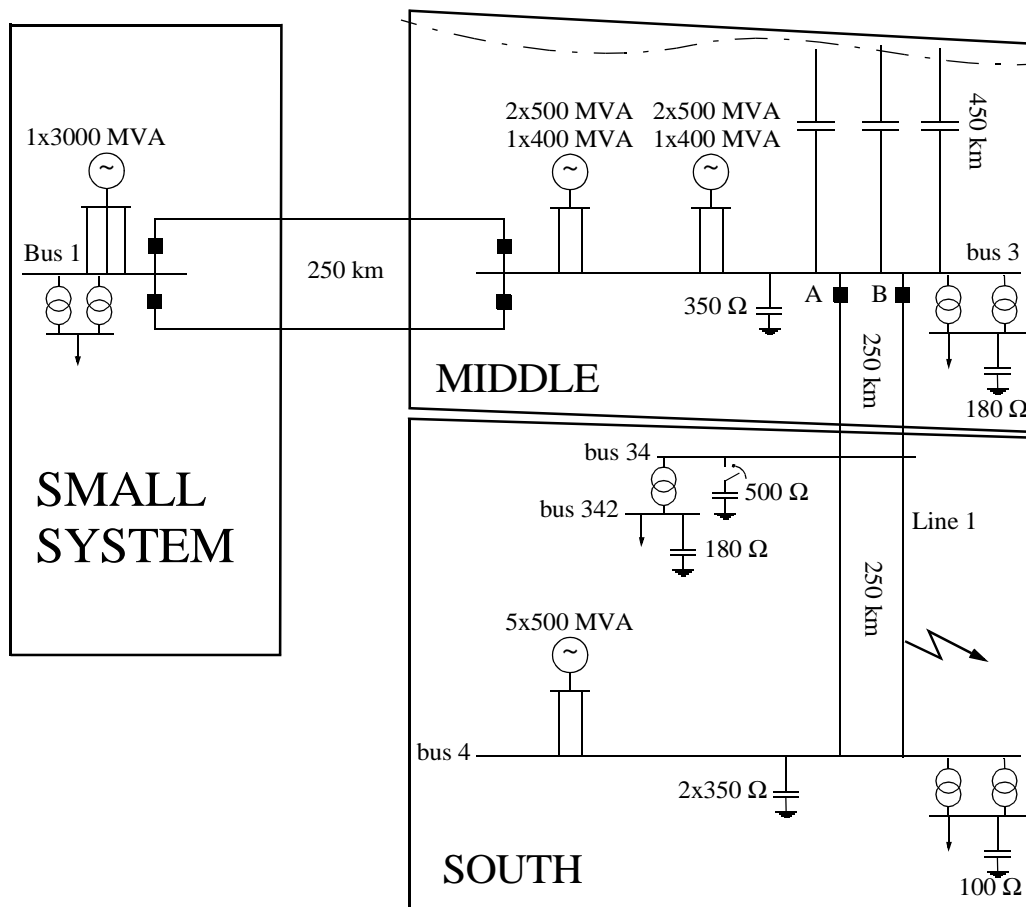 1x3000 MVA
~
Bus 1
SMALL
SYSTEM
250 km
2x500 MVA
1x400 MVA
~
2x500 MVA
1x400 MVA
~
450 km
bus 3
350 Ω
A
B
250 km
180 Ω
MIDDLE
bus 34
500 Ω
bus 342
180 Ω
Line 1
250 km
5x500 MVA
~
bus 4
2x350 Ω
100 Ω
SOUTH